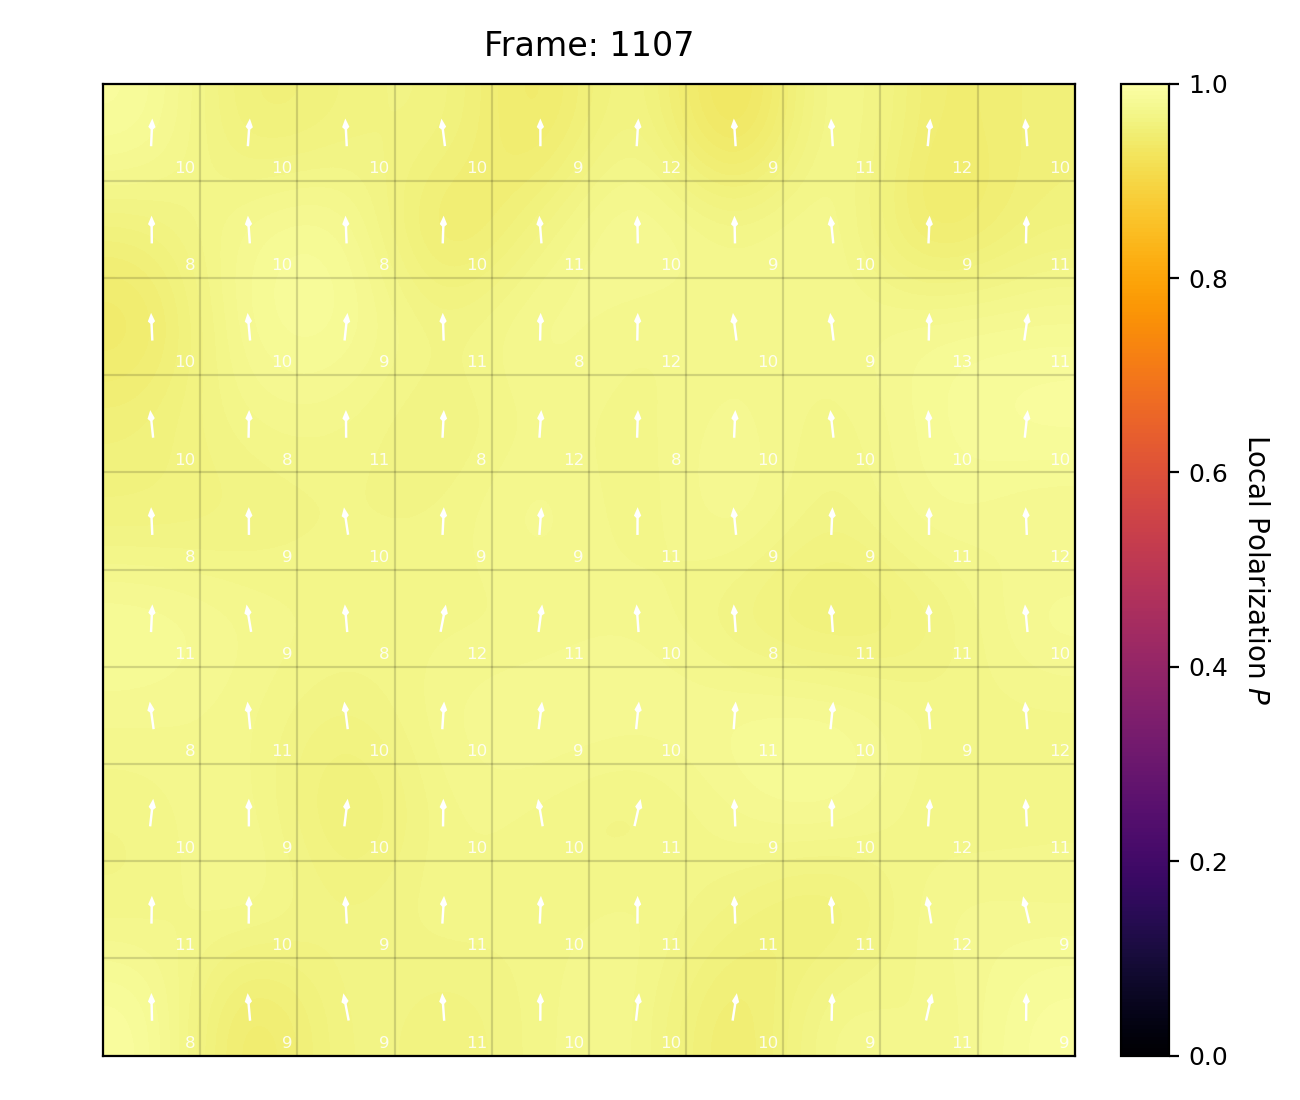 Frame: 1107
10 10 10 10 9 12 9 11 12 10
8 10 8 10 11 10 9 10 9 11
10 10 9 11 8 12 10 9 13 11
10 8 11 8 12 8 10 10 10 10
8 9 10 9 9 11 9 9 11 12
11 9 8 12 11 10 8 11 11 10
8 11 10 10 9 10 11 10 9 12
10 9 10 10 10 11 9 10 12 11
11 10 9 11 10 11 11 11 12 9
8 9 9 11 10 10 10 9 11 9
1.0
0.8
0.6
0.4
0.2
0.0
Local Polarization P